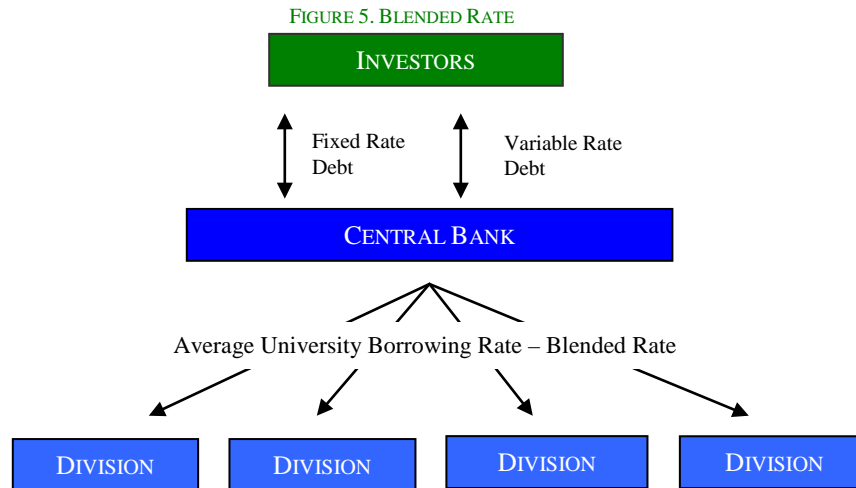 FIGURE 5. BLENDED RATE
INVESTORS
Fixed Rate
Debt
Variable Rate
Debt
CENTRAL BANK
Average University Borrowing Rate – Blended Rate
DIVISION
DIVISION
DIVISION
DIVISION